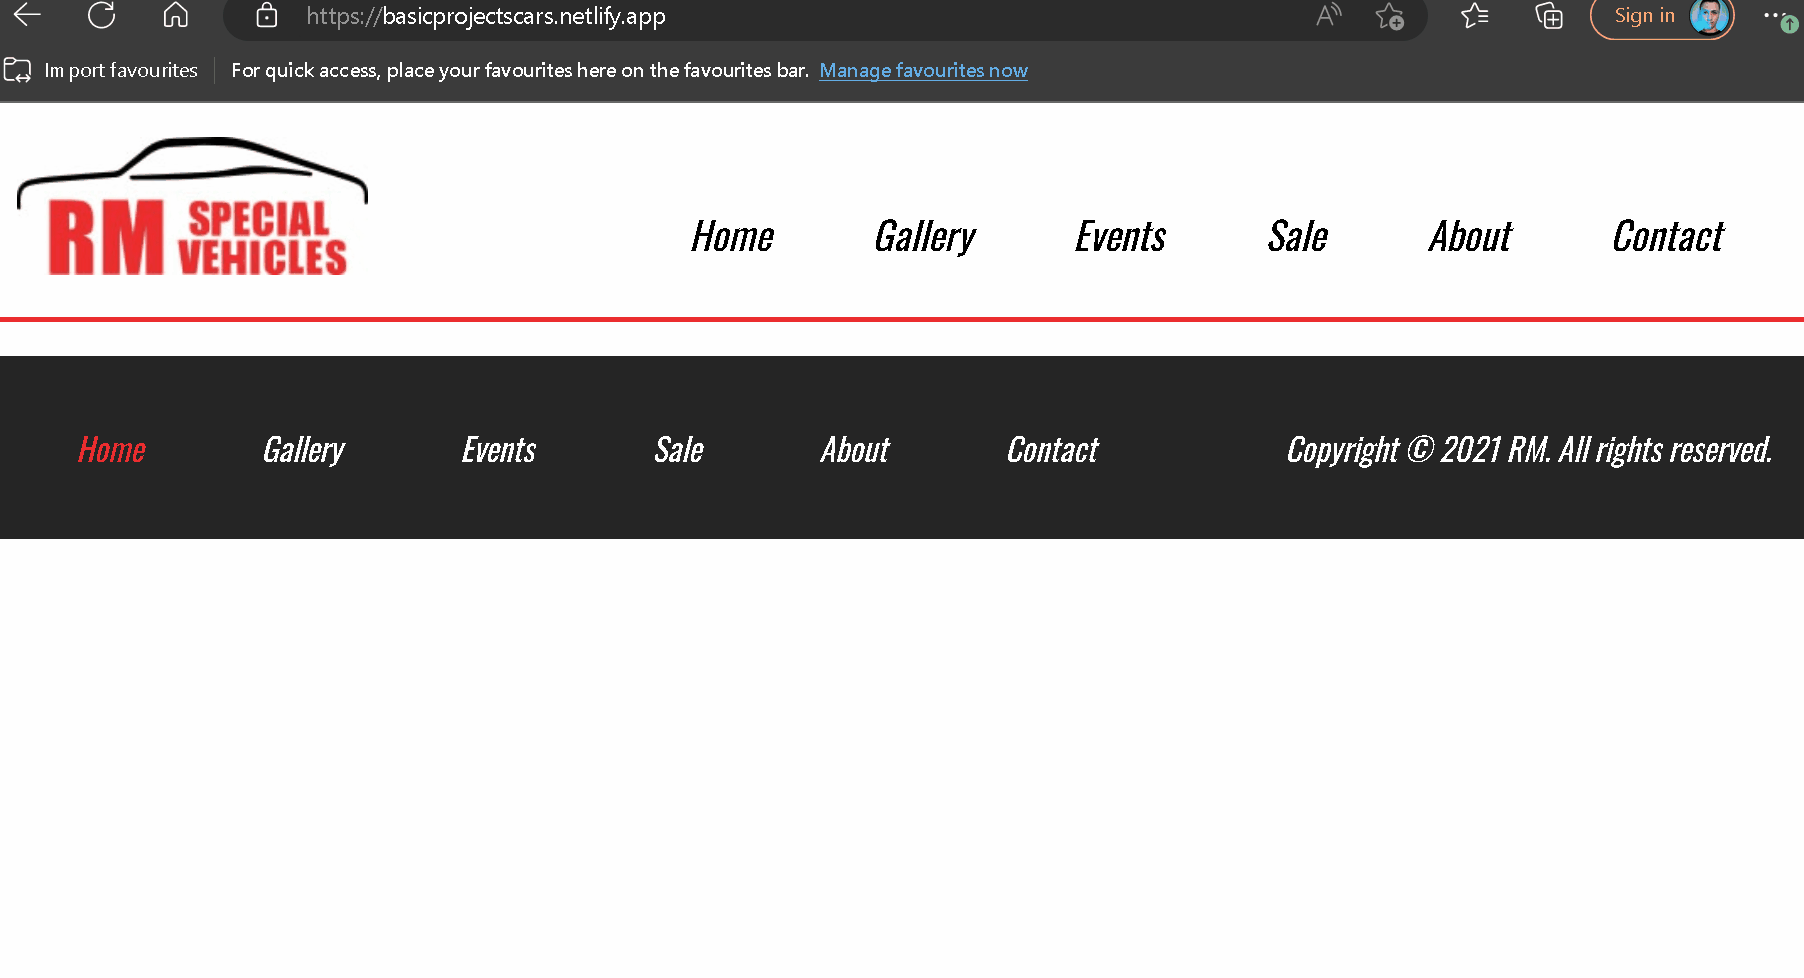 https://basicprojectscars.netlify.app
Sign in
Import favourites For quick access, place your favourites here on the favourites bar. Manage favourites now
RM SPECIAL VEHICLES
Home Gallery Events Sale About Contact
Home Gallery Events Sale About Contact Copyright © 2021 RM. All rights reserved.